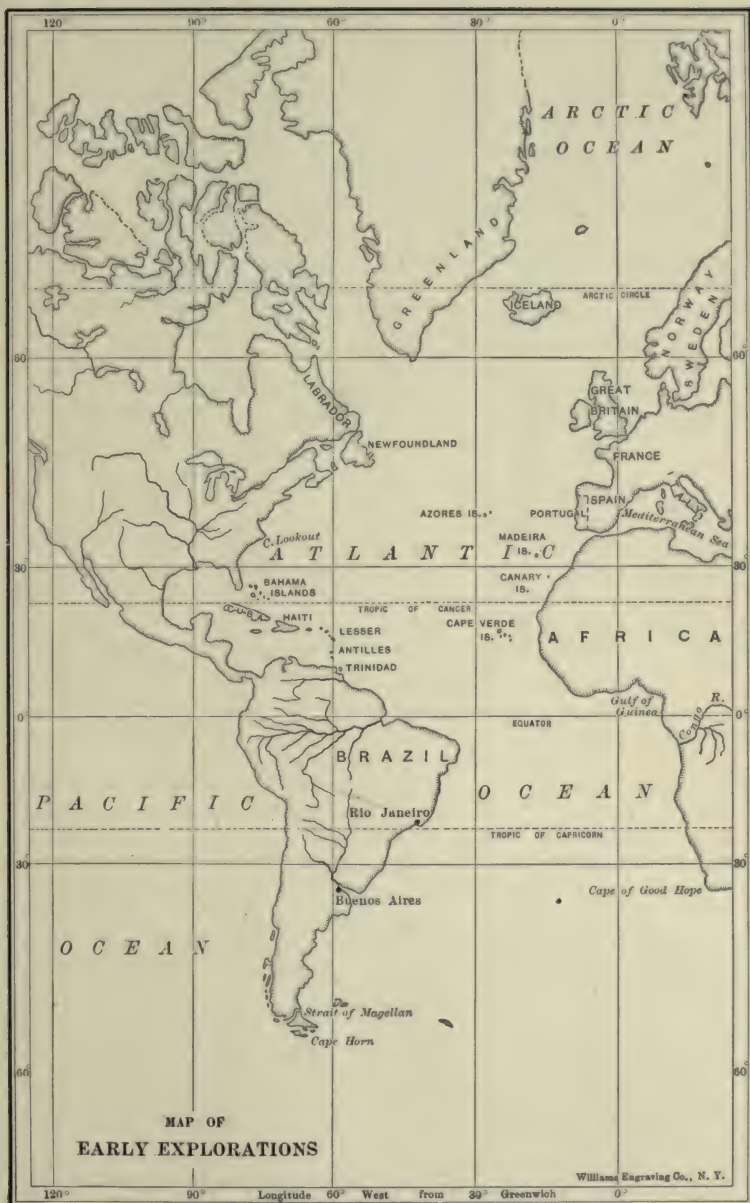 120° 90° 60° 30° 0°
ARCTIC
OCEAN
GREENLAND
ARCTIC CIRCLE
ICELAND
NORWAY
SWEDEN
60 60
LABRADOR
GREAT
BRITAIN
NEWFOUNDLAND
FRANCE
SPAIN
ITALY
AZORES IS.
PORTUGAL
Mediterranean Sea
C. Lookout
MADEIRA
IS.
ATLANTIC
30 30
CANARY
IS.
BAHAMA
ISLANDS
TROPIC OF CANCER
CUBA
HAITI
LESSER
CAPE VERDE
IS.
AFRICA
ANTILLES
TRINIDAD
Gulf of
Guinea
Congo R.
0° 0°
EQUATOR
BRAZIL
PACIFIC
OCEAN
Rio Janeiro
TROPIC OF CAPRICORN
30 30
Cape of Good Hope
Buenos Aires
OCEAN
Strait of Magellan
Cape Horn
60 60
MAP OF
EARLY EXPLORATIONS
Williams Engraving Co., N. Y.
120° 90° 60° Longitude West from Greenwich 30° 0°